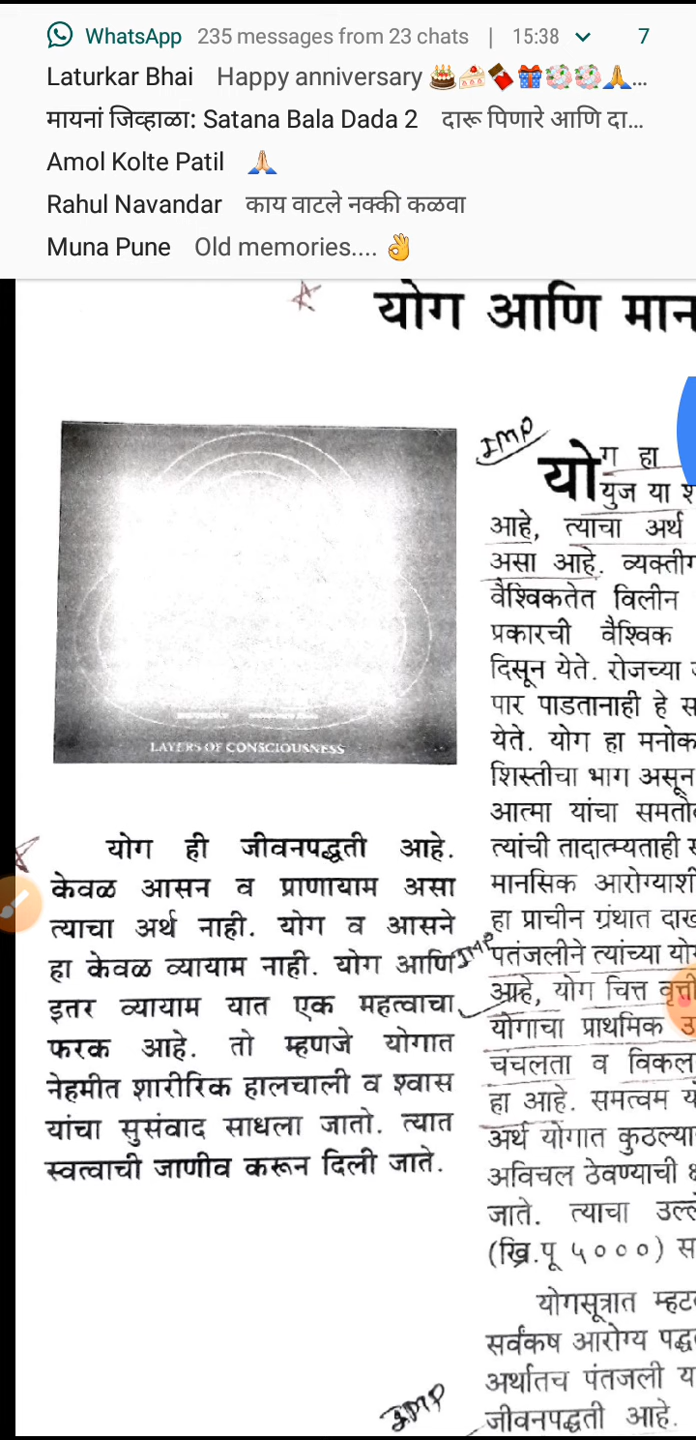 WhatsApp 235 messages from 23 chats | 15:38 7
Laturkar Bhai Happy anniversary 🎂🍰🍫🎁💐💐🙏...
मायनां जिव्हाळा: Satana Bala Dada 2 दारू पिणारे आणि दा...
Amol Kolte Patil 🙏
Rahul Navandar काय वाटले नक्की कळवा
Muna Pune Old memories.... 👌
योग आणि मान
LAYERS OF CONSCIOUSNESS
योग ही जीवनपद्धती आहे.
केवळ आसन व प्राणायाम असा
त्याचा अर्थ नाही. योग व आसने
हा केवळ व्यायाम नाही. योग आणि
इतर व्यायाम यात एक महत्वाचा
फरक आहे. तो म्हणजे योगात
नेहमीत शारीरिक हालचाली व श्वास
यांचा सुसंवाद साधला जातो. त्यात
स्वत्वाची जाणीव करून दिली जाते.
IMP
योग हा
युज या श
आहे, त्याचा अर्थ
असा आहे. व्यक्तीग
वैश्विकतेत विलीन
प्रकारची वैश्विक
दिसून येते. रोजच्या
पार पाडतानाही हे स
येते. योग हा मनोक
शिस्तीचा भाग असून
आत्मा यांचा समतो
त्यांची तादात्म्यताही
मानसिक आरोग्याशी
हा प्राचीन ग्रंथात दाख
IMP
पतंजलीने त्यांच्या यो
आहे, योग चित्त वृत्ती
योगाचा प्राथमिक उ
चंचलता व विकल
हा आहे. समत्वम य
अर्थ योगात कुठल्या
अविचल ठेवण्याची
जाते. त्याचा उल्ले
(ख्रि.पू ५०००) स
योगसूत्रात म्हट
सर्वंकष आरोग्य पद्ध
अर्थातच पंतजली य
IMP
जीवनपद्धती आहे.